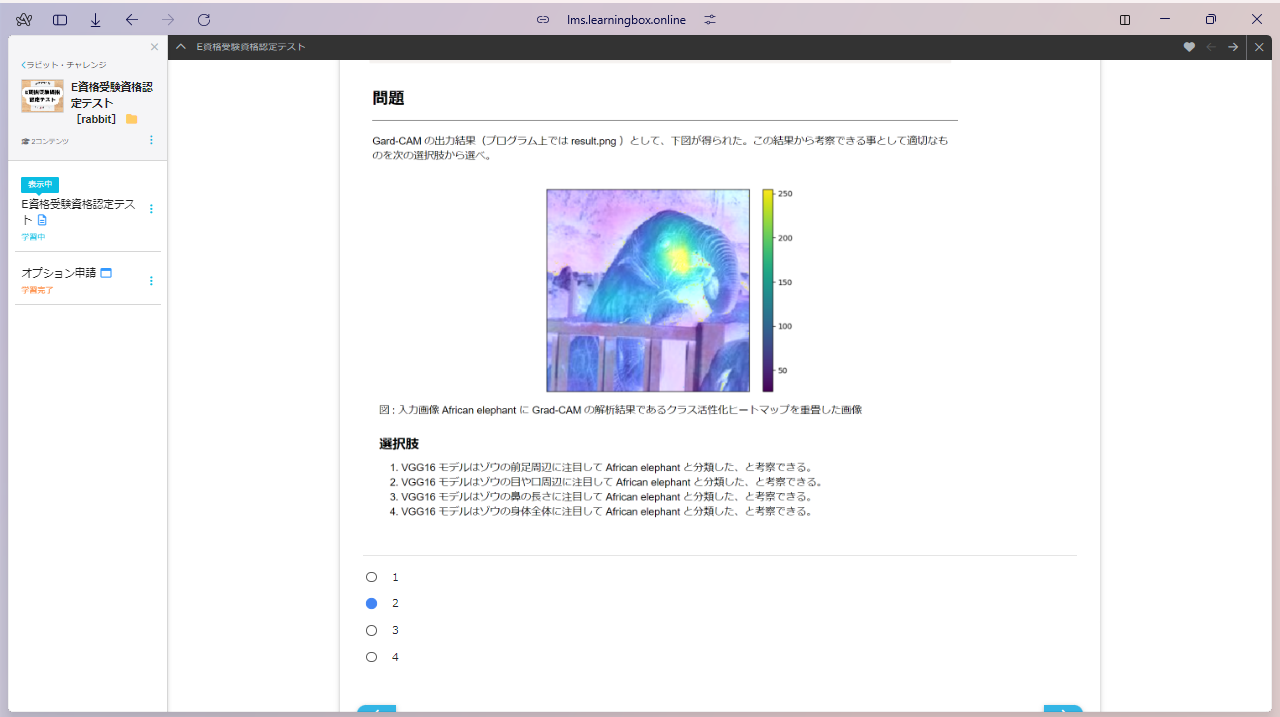 lms.learningbox.online
E資格受験資格認定テスト
ラビット・チャレンジ
E資格受験資格認
定テスト
［rabbit］
2コンテンツ
表示中
E資格受験資格認定テス
ト
学習中
オプション申請
学習完了
問題
Gard-CAM の出力結果（プログラム上では result.png ）として、下図が得られた。この結果から考察できる事として適切なも
のを次の選択肢から選べ。
250
200
150
100
50
図 : 入力画像 African elephant に Grad-CAM の解析結果であるクラス活性化ヒートマップを重畳した画像
選択肢
1. VGG16 モデルはゾウの前足周辺に注目して African elephant と分類した、と考察できる。
2. VGG16 モデルはゾウの目や口周辺に注目して African elephant と分類した、と考察できる。
3. VGG16 モデルはゾウの鼻の長さに注目して African elephant と分類した、と考察できる。
4. VGG16 モデルはゾウの身体全体に注目して African elephant と分類した、と考察できる。
1
2
3
4